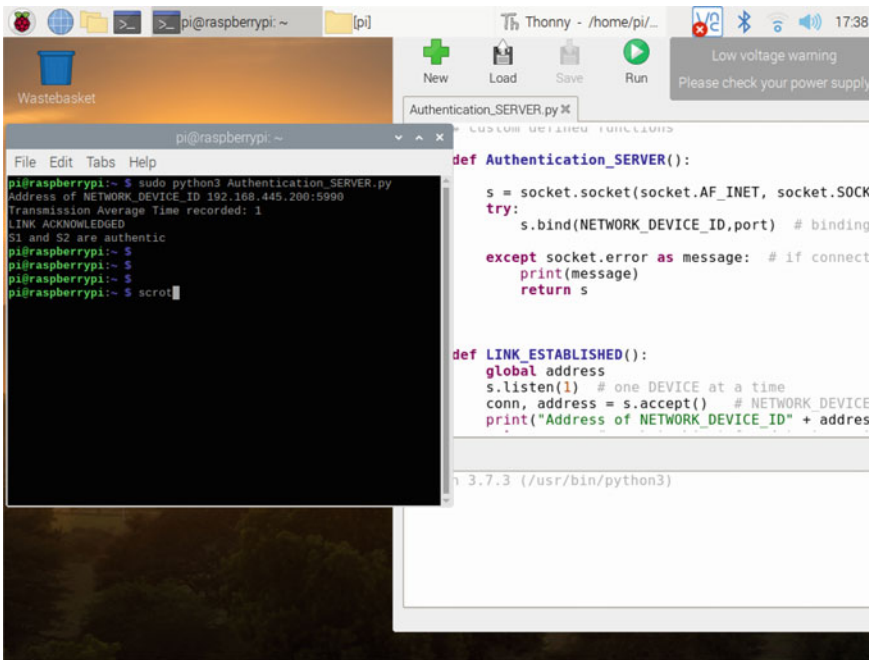 pi@raspberrypi: ~
[pi]
Th Thonny - /home/pi/...
17:38
Wastebasket
New Load Save Run
Low voltage warning
Please check your power supply
Authentication_SERVER.py
pi@raspberrypi: ~
File Edit Tabs Help
pi@raspberrypi:~ $ sudo python3 Authentication_SERVER.py
Address of NETWORK_DEVICE_ID 192.168.445.200:5990
Transmission Average Time recorded: 1
LINK ACKNOWLEDGED
S1 and S2 are authentic
pi@raspberrypi:~ $
pi@raspberrypi:~ $
pi@raspberrypi:~ $
pi@raspberrypi:~ $ scrot
# custom defined functions
def Authentication_SERVER():
s = socket.socket(socket.AF_INET, socket.SOCK
try:
s.bind(NETWORK_DEVICE_ID,port) # binding
except socket.error as message: # if connect
print(message)
return s
def LINK_ESTABLISHED():
global address
s.listen(1) # one DEVICE at a time
conn, address = s.accept() # NETWORK_DEVICE
print("Address of NETWORK_DEVICE_ID" + addres
n 3.7.3 (/usr/bin/python3)